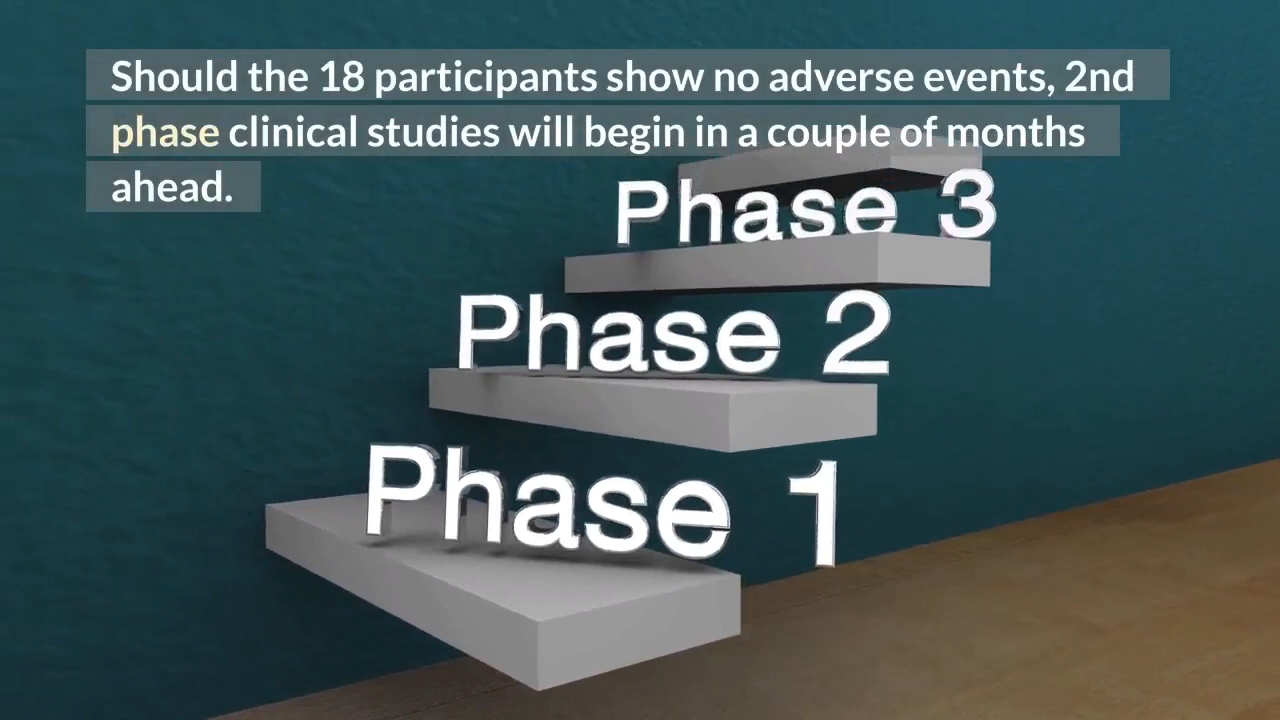 Should the 18 participants show no adverse events, 2nd
phase clinical studies will begin in a couple of months
ahead.
Phase 3
Phase 2
Phase 1